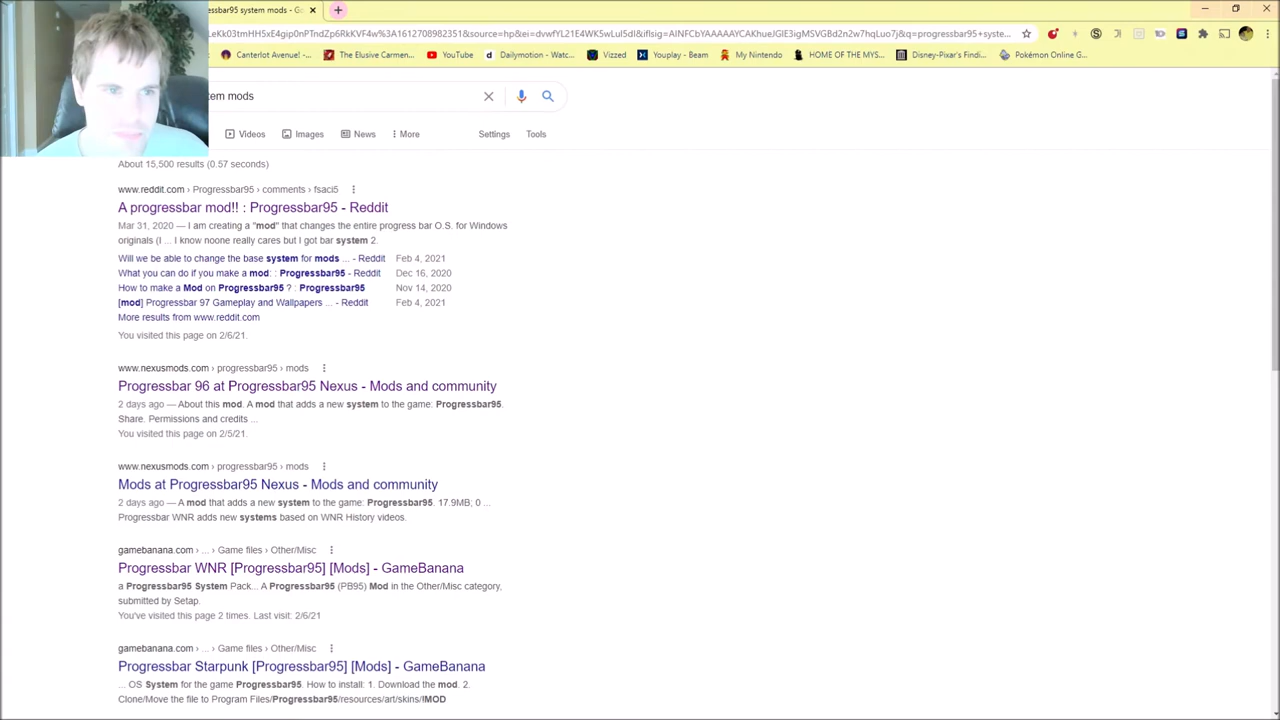 ssbar95 system mods - G
LeKk03tmHH5xE4gip0nPTndZp6RkKVF4w%3A1612708982351&source=hp&ei=dvwfYL21E4WK5wLul5dI&iflsig=AINFCbYAAAAAYCAKhueJGIE3igMSVGBd2n2w7hqLuo7j&q=progressbar95+syste...
Canterlot Avenue! -...
The Elusive Carmen...
YouTube
Dailymotion - Watc...
Vizzed
Youplay - Beam
My Nintendo
HOME OF THE MYS...
Disney-Pixar's Findi...
Pokémon Online G...
tem mods
Videos
Images
News
More
Settings
Tools
About 15,500 results (0.57 seconds)
www.reddit.com › Progressbar95 › comments › fsaci5
A progressbar mod!! : Progressbar95 - Reddit
Mar 31, 2020 — I am creating a "mod" that changes the entire progress bar O.S. for Windows
originals (I ... I know noone really cares but I got bar system 2.
Will we be able to change the base system for mods ... - Reddit Feb 4, 2021
What you can do if you make a mod: : Progressbar95 - Reddit Dec 16, 2020
How to make a Mod on Progressbar95 ? : Progressbar95 Nov 14, 2020
[mod] Progressbar 97 Gameplay and Wallpapers ... - Reddit Feb 4, 2021
More results from www.reddit.com
You visited this page on 2/6/21.
www.nexusmods.com › progressbar95 › mods
Progressbar 96 at Progressbar95 Nexus - Mods and community
2 days ago — About this mod. A mod that adds a new system to the game: Progressbar95.
Share. Permissions and credits ...
You visited this page on 2/5/21.
www.nexusmods.com › progressbar95 › mods
Mods at Progressbar95 Nexus - Mods and community
2 days ago — A mod that adds a new system to the game: Progressbar95. 17.9MB; 0 ...
Progressbar WNR adds new systems based on WNR History videos.
gamebanana.com › ... › Game files › Other/Misc
Progressbar WNR [Progressbar95] [Mods] - GameBanana
a Progressbar95 System Pack... A Progressbar95 (PB95) Mod in the Other/Misc category,
submitted by Setap.
You've visited this page 2 times. Last visit: 2/6/21
gamebanana.com › ... › Game files › Other/Misc
Progressbar Starpunk [Progressbar95] [Mods] - GameBanana
... OS System for the game Progressbar95. How to install: 1. Download the mod. 2.
Clone/Move the file to Program Files/Progressbar95/resources/art/skins/!MOD